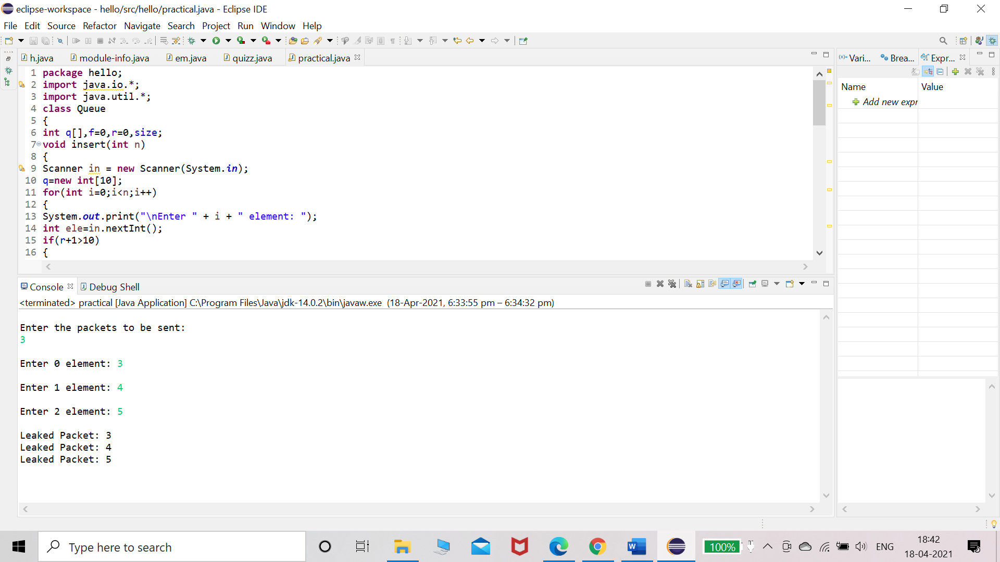 eclipse-workspace - hello/src/hello/practical.java - Eclipse IDE
File Edit Source Refactor Navigate Search Project Run Window Help
h.java module-info.java em.java quizz.java practical.java
1 package hello;
2 import java.io.*;
3 import java.util.*;
4 class Queue
5 {
6 int q[],f=0,r=0,size;
7 void insert(int n)
8 {
9 Scanner in = new Scanner(System.in);
10 q=new int[10];
11 for(int i=0;i<n;i++)
12 {
13 System.out.print("\nEnter " + i + " element: ");
14 int ele=in.nextInt();
15 if(r+1>10)
16 {
(x)= Vari... Brea... Expr...
Name Value
Add new expr
Console Debug Shell
<terminated> practical [Java Application] C:\Program Files\Java\jdk-14.0.2\bin\javaw.exe (18-Apr-2021, 6:33:55 pm – 6:34:32 pm)
Enter the packets to be sent:
3
Enter 0 element: 3
Enter 1 element: 4
Enter 2 element: 5
Leaked Packet: 3
Leaked Packet: 4
Leaked Packet: 5
Type here to search
100%
ENG
18:42
18-04-2021